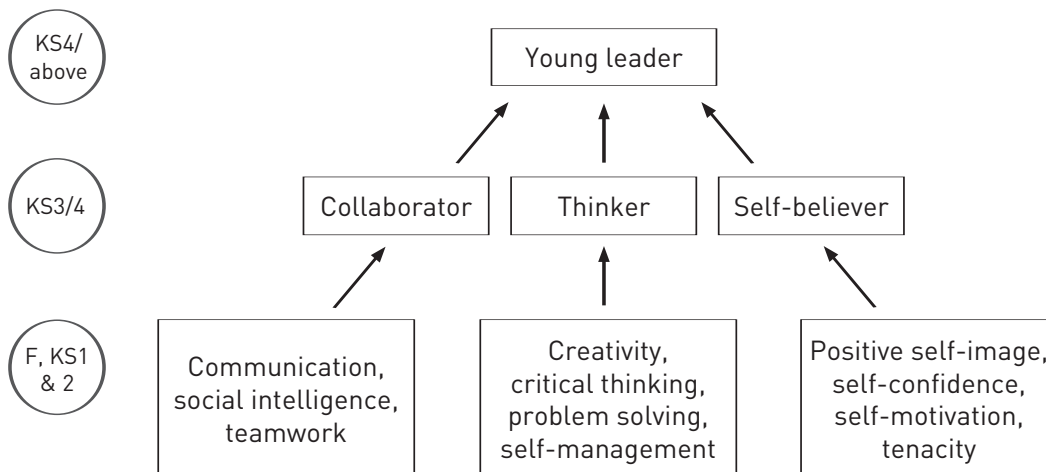 KS4/
above
Young leader
KS3/4
Collaborator
Thinker
Self-believer
F, KS1
& 2
Communication,
social intelligence,
teamwork
Creativity,
critical thinking,
problem solving,
self-management
Positive self-image,
self-confidence,
self-motivation,
tenacity